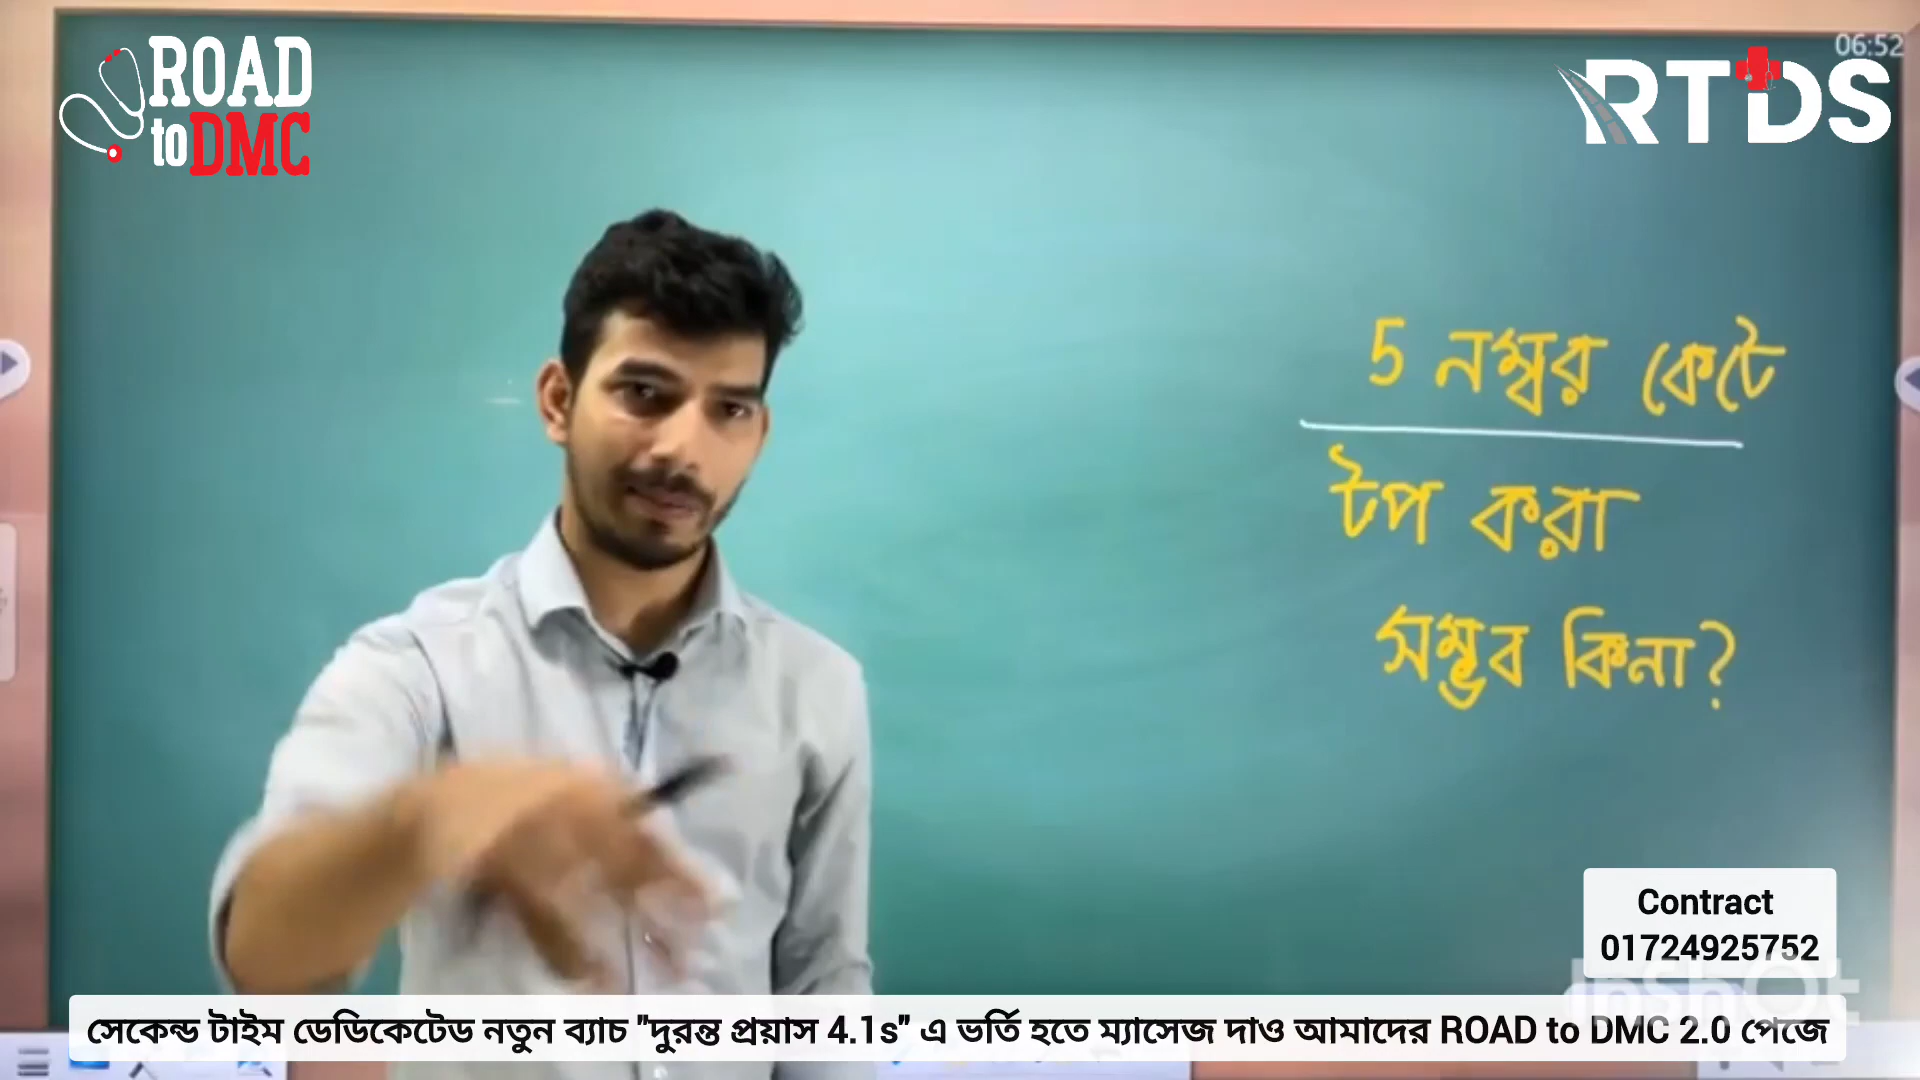 ROAD
to DMC
RTDS
06:52
5 নম্বর কেটে
টপ করা
সম্ভব কিনা?
Contract
01724925752
InShOt
সেকেন্ড টাইম ডেডিকেটেড নতুন ব্যাচ "দুরন্ত প্রয়াস 4.1s" এ ভর্তি হতে ম্যাসেজ দাও আমাদের ROAD to DMC 2.0 পেজে